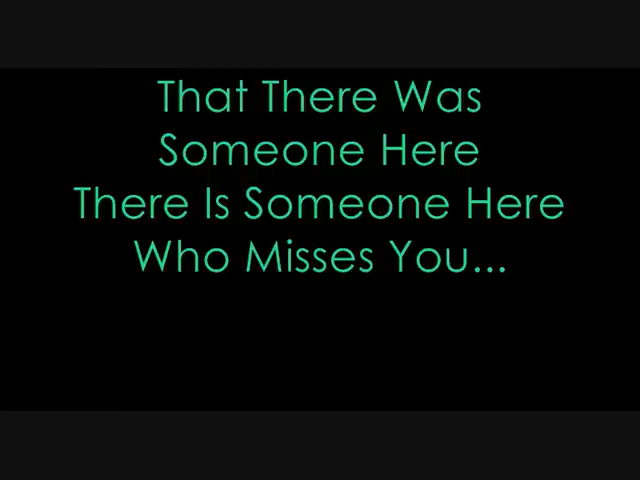 That There Was
Someone Here
There Is Someone Here
Who Misses You...